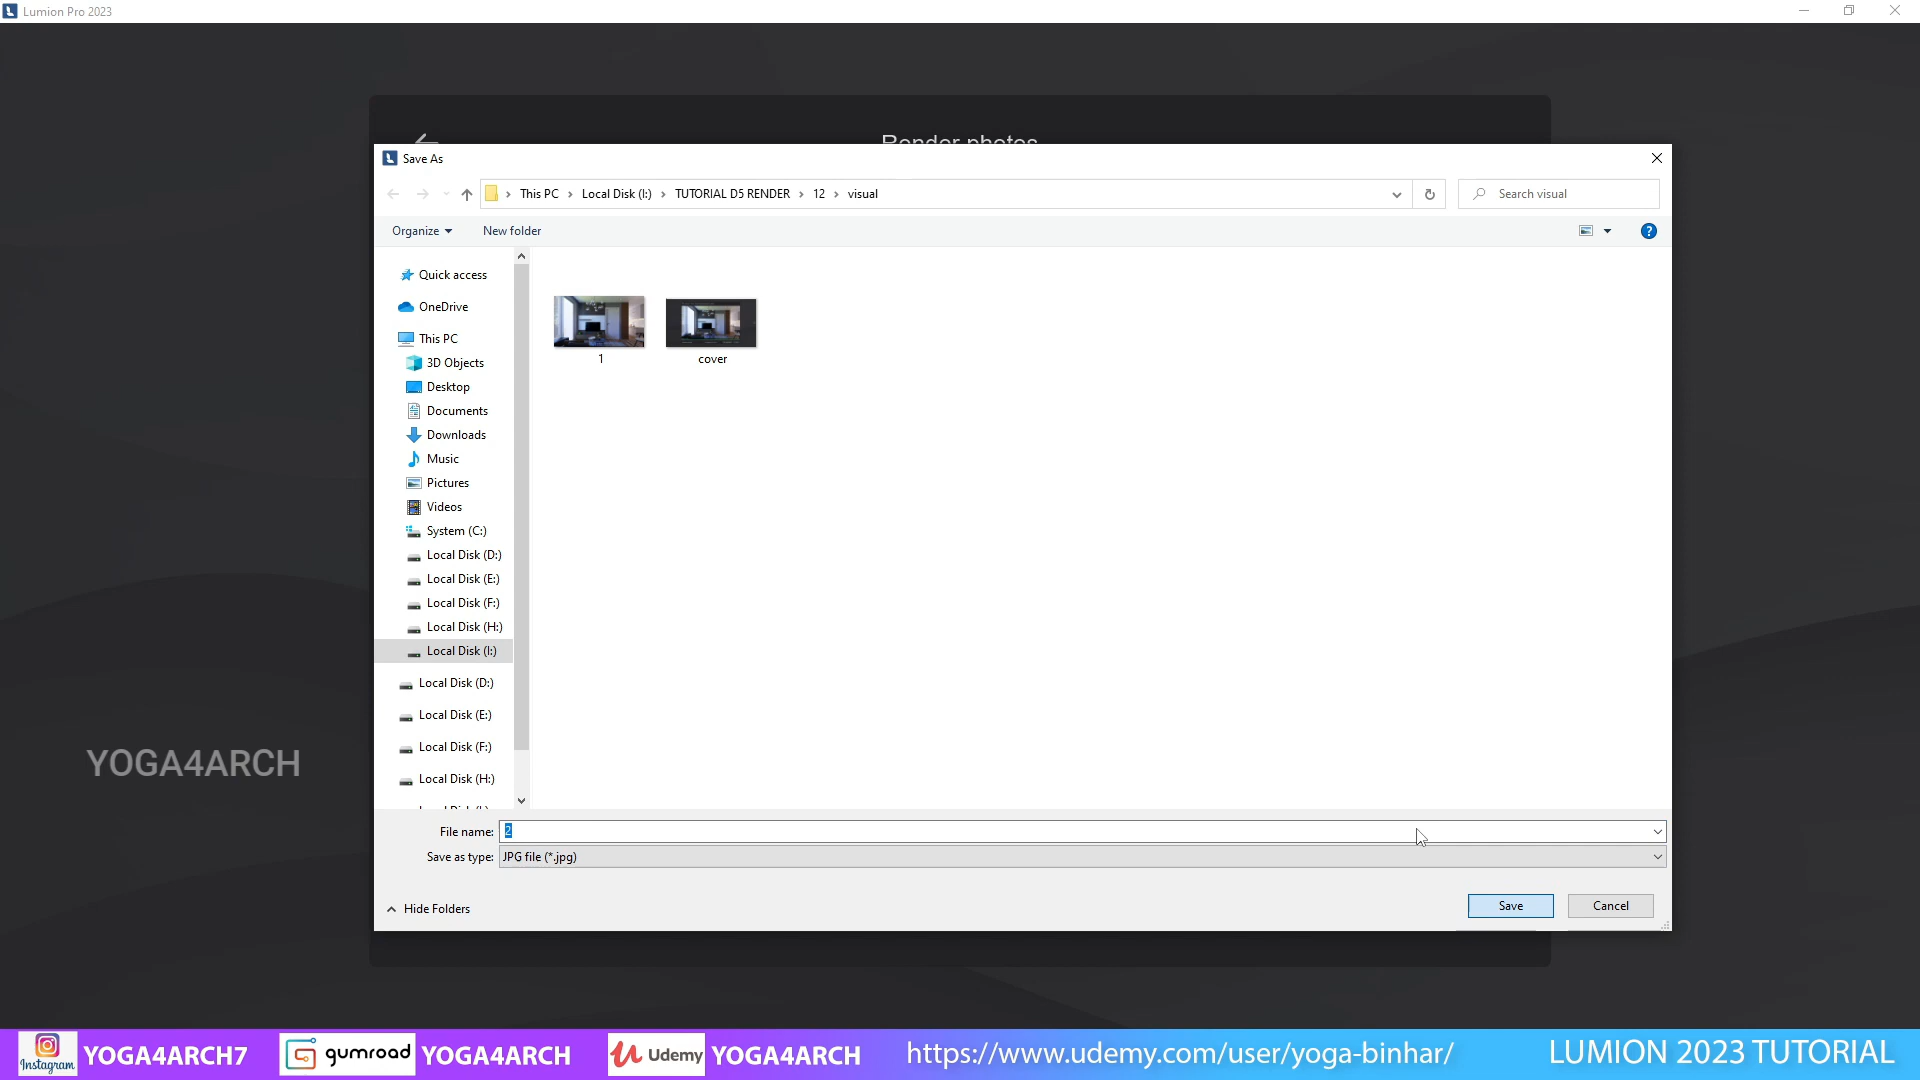 Lumion Pro 2023
Render photos
Save As
This PC
Local Disk (I:)
TUTORIAL D5 RENDER
12
visual
Search visual
Organize
New folder
Quick access
OneDrive
This PC
3D Objects
Desktop
Documents
Downloads
Music
Pictures
Videos
System (C:)
Local Disk (D:)
Local Disk (E:)
Local Disk (F:)
Local Disk (H:)
Local Disk (I:)
Local Disk (D:)
Local Disk (E:)
Local Disk (F:)
Local Disk (H:)
1
cover
YOGA4ARCH
File name: 2
Save as type: JPG file (*.jpg)
Hide Folders
Save
Cancel
Instagram YOGA4ARCH7
gumroad YOGA4ARCH
Udemy YOGA4ARCH
https://www.udemy.com/user/yoga-binhar/
LUMION 2023 TUTORIAL